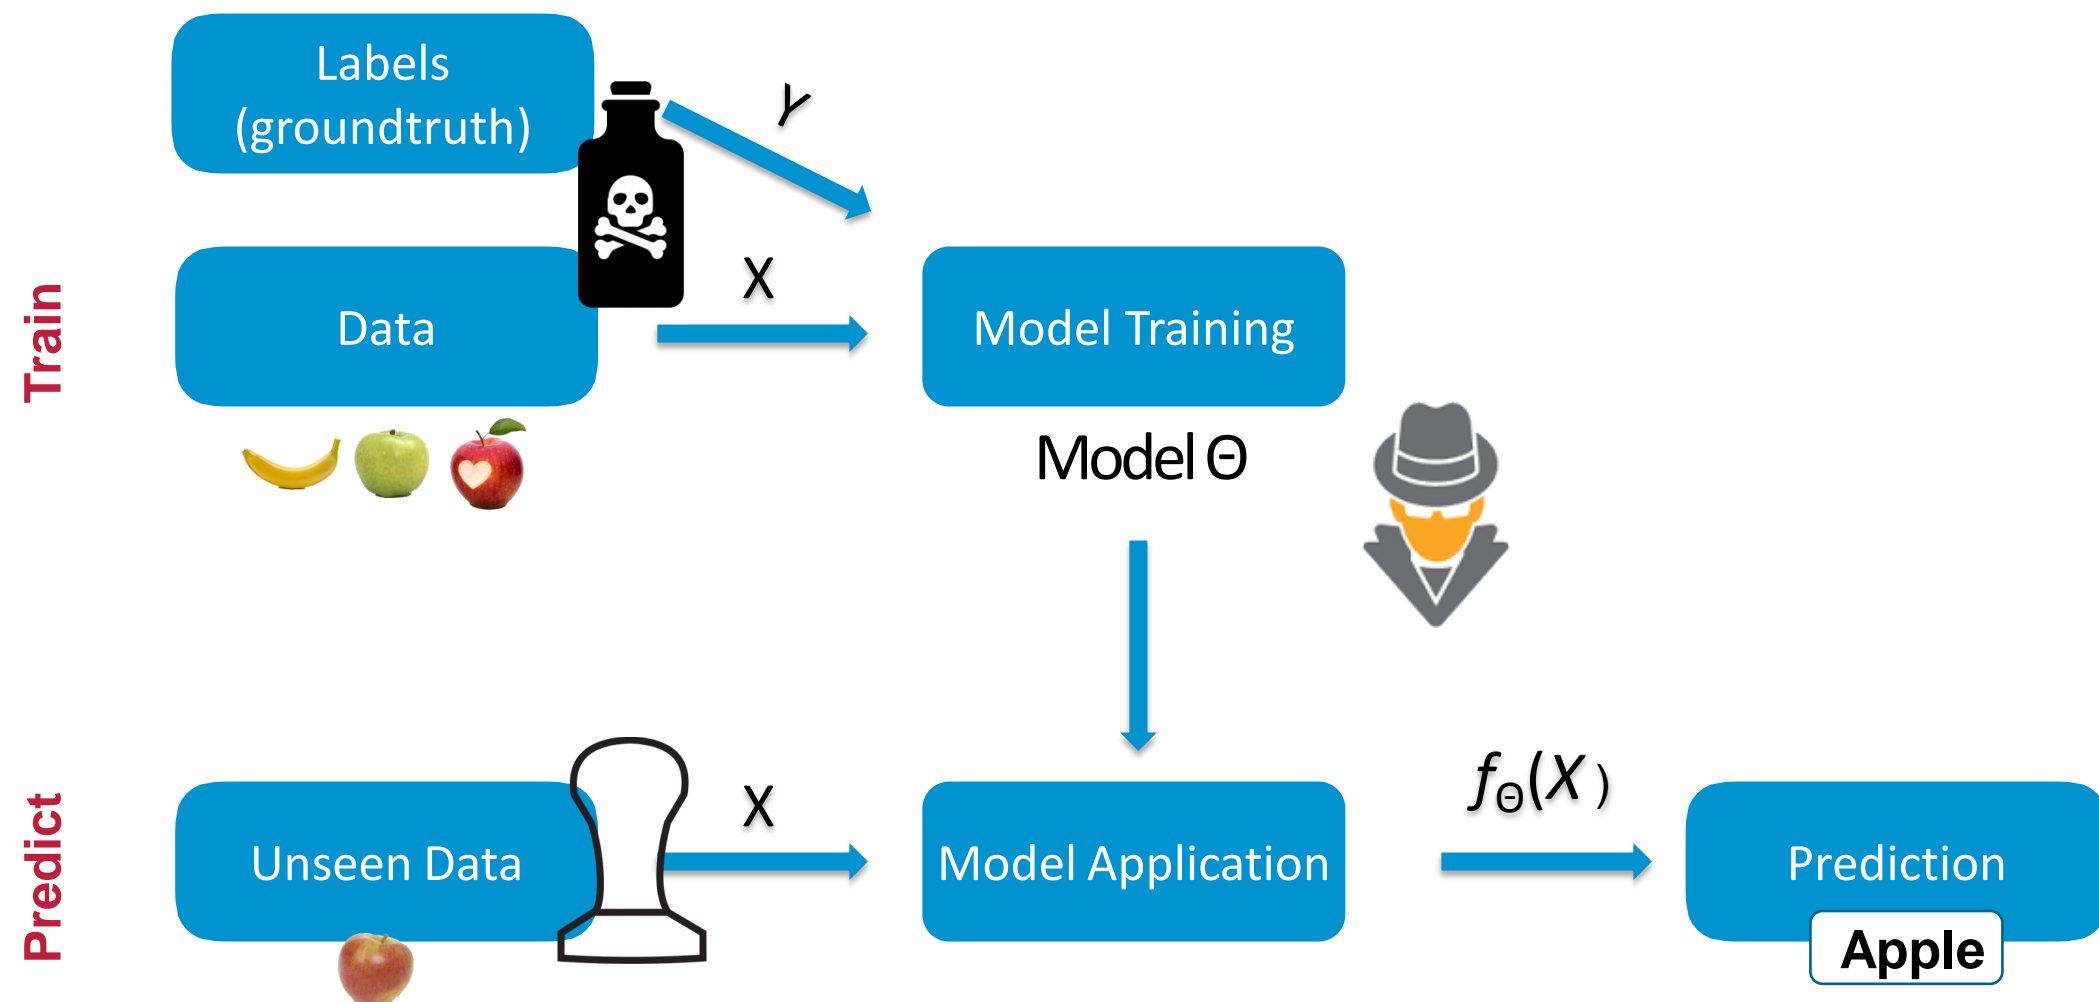 Labels
(groundtruth)
Y
Train
Data
X
Model Training
Model Θ
Predict
Unseen Data
X
Model Application
fΘ(X)
Prediction
Apple